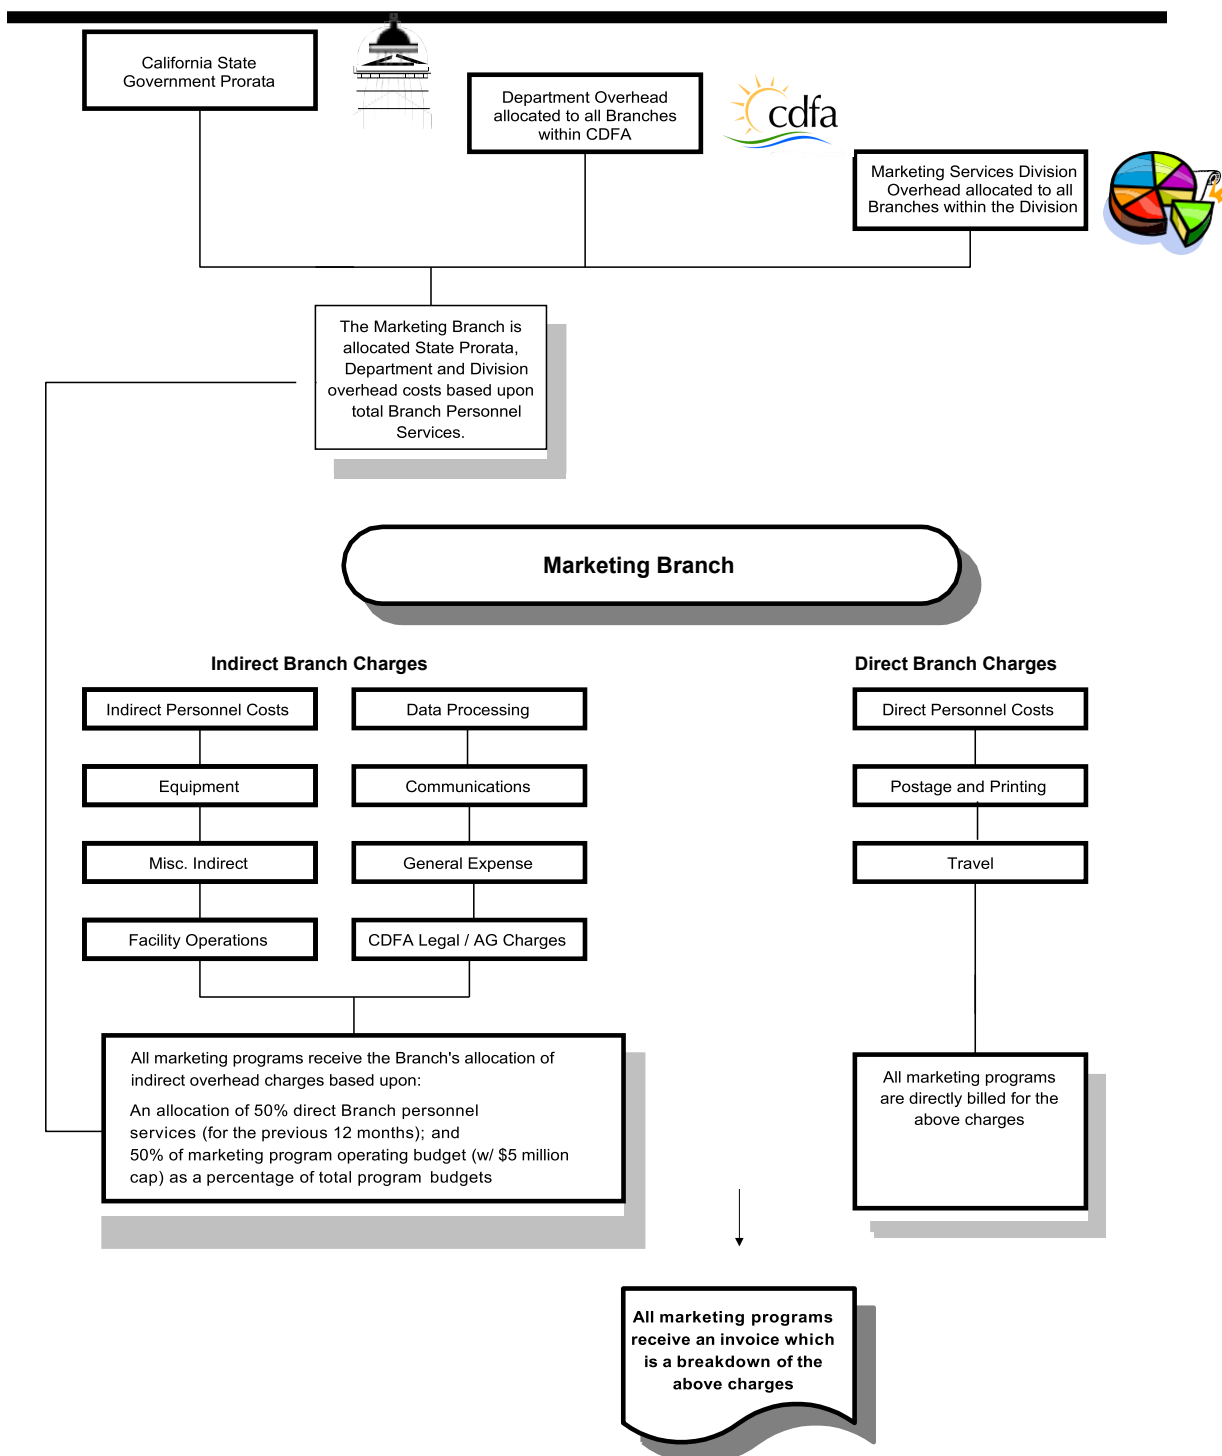 California State
Government Prorata
Department Overhead
allocated to all Branches
within CDFA
cdfa
Marketing Services Division
Overhead allocated to all
Branches within the Division
The Marketing Branch is
allocated State Prorata,
Department and Division
overhead costs based upon
total Branch Personnel
Services.
Marketing Branch
Indirect Branch Charges
Direct Branch Charges
Indirect Personnel Costs
Data Processing
Direct Personnel Costs
Equipment
Communications
Postage and Printing
Misc. Indirect
General Expense
Travel
Facility Operations
CDFA Legal / AG Charges
All marketing programs receive the Branch's allocation of
indirect overhead charges based upon:
An allocation of 50% direct Branch personnel
services (for the previous 12 months); and
50% of marketing program operating budget (w/ $5 million
cap) as a percentage of total program budgets
All marketing programs
are directly billed for the
above charges
All marketing programs
receive an invoice which
is a breakdown of the
above charges